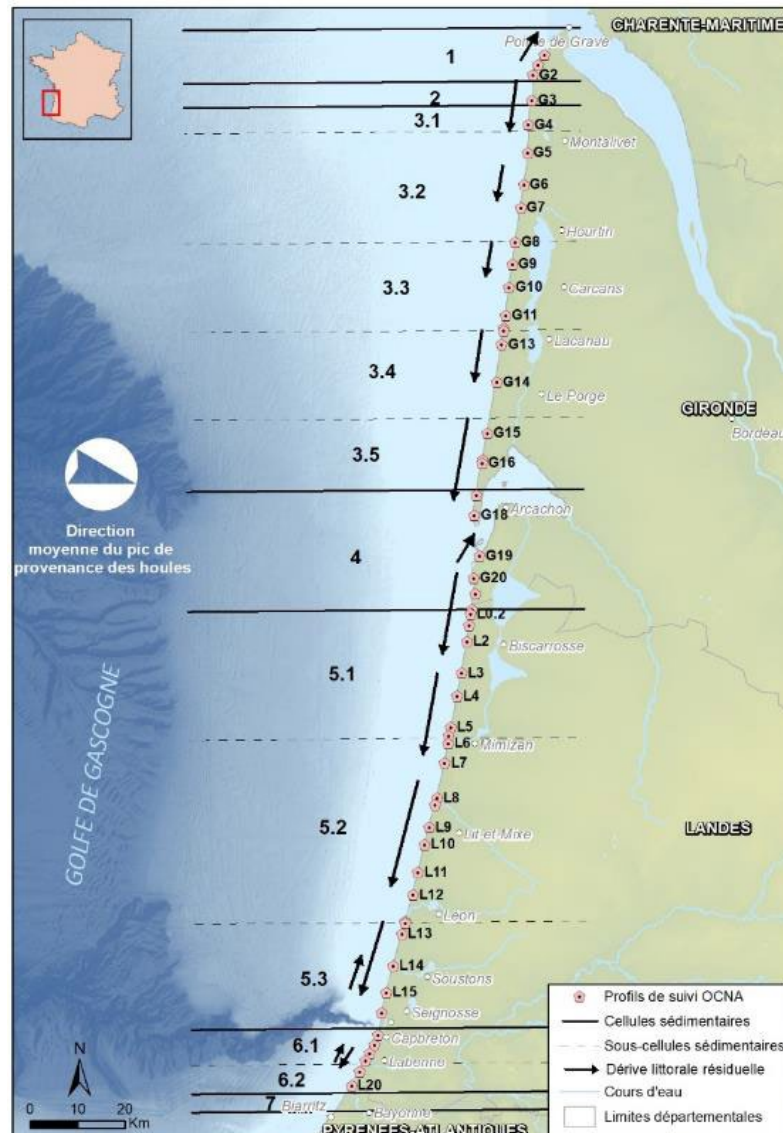 CHARENTE-MARITIME
Pointe de Grave
1
G2
2
G3
3.1
G4
Montalivet
G5
3.2
G6
G7
Hourtin
G8
G9
3.3
G10
Carcans
G11
G13
Lacanau
3.4
G14
Le Porge
GIRONDE
G15
Bordeau
3.5
G16
Direction
moyenne du pic de
provenance des houles
Arcachon
G18
4
G19
G20
L0.2
L2
Biscarrosse
5.1
L3
L4
L5
L6
Mimizan
L7
GOLFE DE GASCOGNE
5.2
L8
L9
Lit-et-Mixe
LANDES
L10
L11
L12
Léon
L13
5.3
L14
Soustons
L15
Seignosse
6.1
Capbreton
Labenne
6.2
L20
7
Biarritz
Bayonne
PYRENEES-ATLANTIQUES
N
0 10 20
Km
Profils de suivi OCNA
Cellules sédimentaires
Sous-cellules sédimentaires
Dérive littorale résiduelle
Cours d'eau
Limites départementales